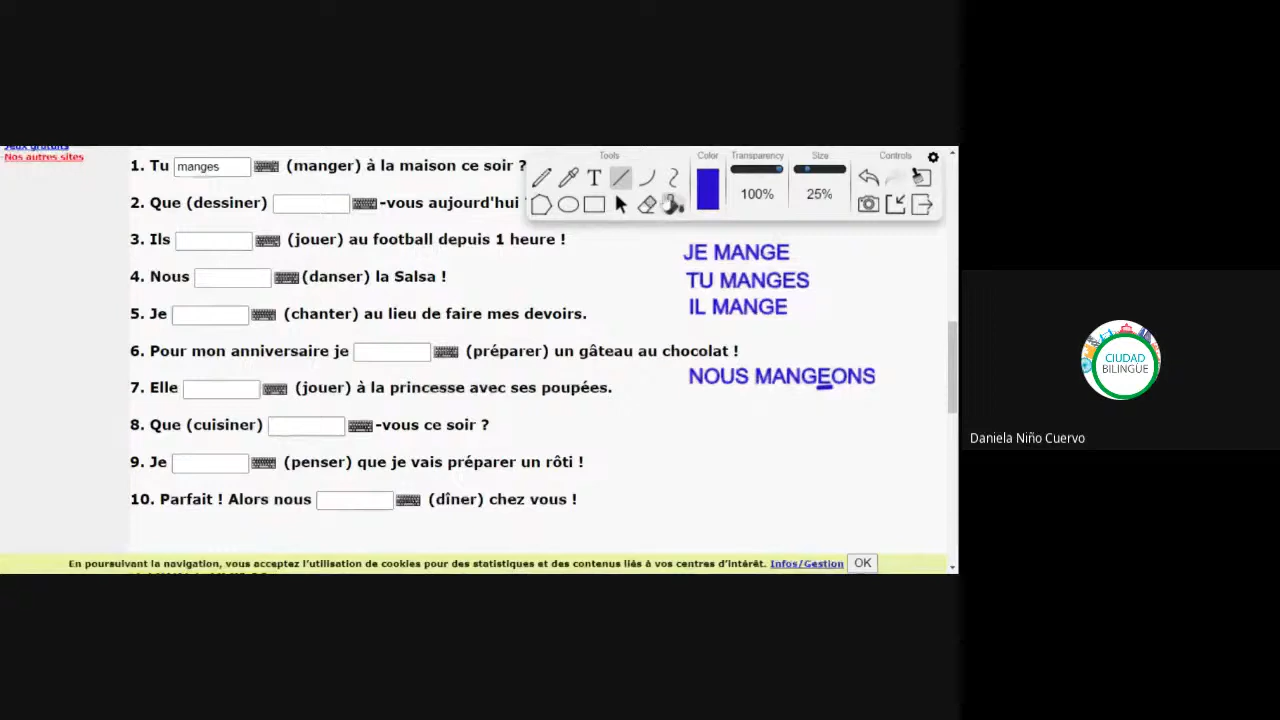 Jeux gratuits
Nos autres sites
1. Tu manges (manger) à la maison ce soir ?
2. Que (dessiner) -vous aujourd'hui ?
3. Ils (jouer) au football depuis 1 heure !
4. Nous (danser) la Salsa !
5. Je (chanter) au lieu de faire mes devoirs.
6. Pour mon anniversaire je (préparer) un gâteau au chocolat !
7. Elle (jouer) à la princesse avec ses poupées.
8. Que (cuisiner) -vous ce soir ?
9. Je (penser) que je vais préparer un rôti !
10. Parfait ! Alors nous (dîner) chez vous !
Tools Color Transparency Size Controls
T
100% 25%
JE MANGE
TU MANGES
IL MANGE
NOUS MANGEONS
En poursuivant la navigation, vous acceptez l'utilisation de cookies pour des statistiques et des contenus liés à vos centres d'intérêt. Infos/Gestion OK
CIUDAD
BILINGÜE
Daniela Niño Cuervo